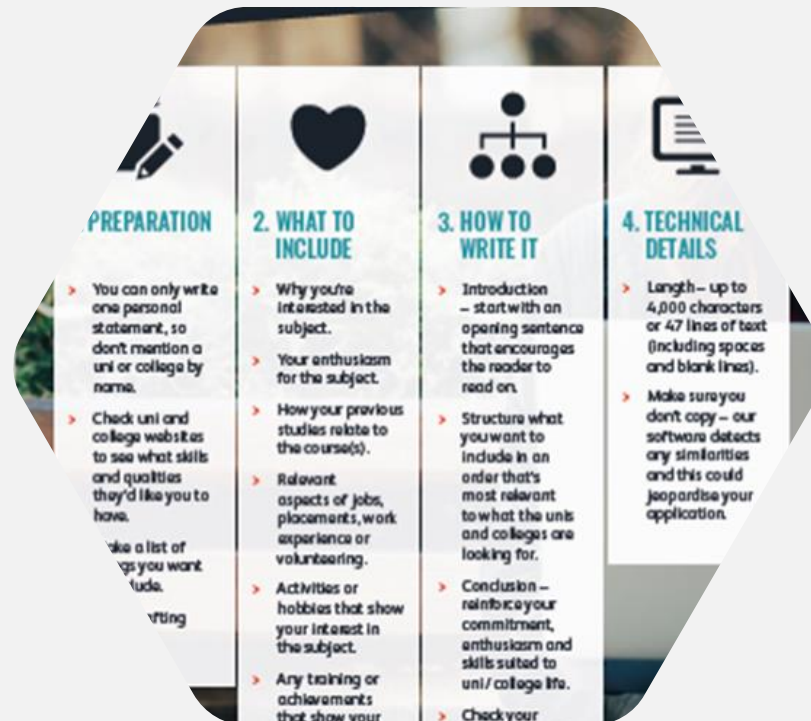 PREPARATION
You can only write
one personal
statement, so
don't mention a
uni or college by
name.
Check uni and
college websites
to see what skills
and qualities
they'd like you to
have.
a list of
you want
2. WHAT TO
INCLUDE
Why you're
interested in the
subject.
Your enthusiasm
for the subject.
How your previous
studies relate to
the course(s).
Relevant
aspects of jobs,
placements, work
experience or
volunteering.
Activities or
hobbies that show
your interest in
the subject.
Any training or
achievements
that show your
3. HOW TO
WRITE IT
Introduction
– start with an
opening sentence
that encourages
the reader to
read on.
Structure what
you want to
include in an
order that's
most relevant
to what the unis
and colleges are
looking for.
Conclusion –
reinforce your
commitment,
enthusiasm and
skills suited to
uni/college life.
Check your
4. TECHNICAL
DETAILS
Length – up to
4,000 characters
or 47 lines of text
(including spaces
and blank lines).
Make sure you
don't copy – our
software detects
any similarities
and this could
jeopardise your
application.